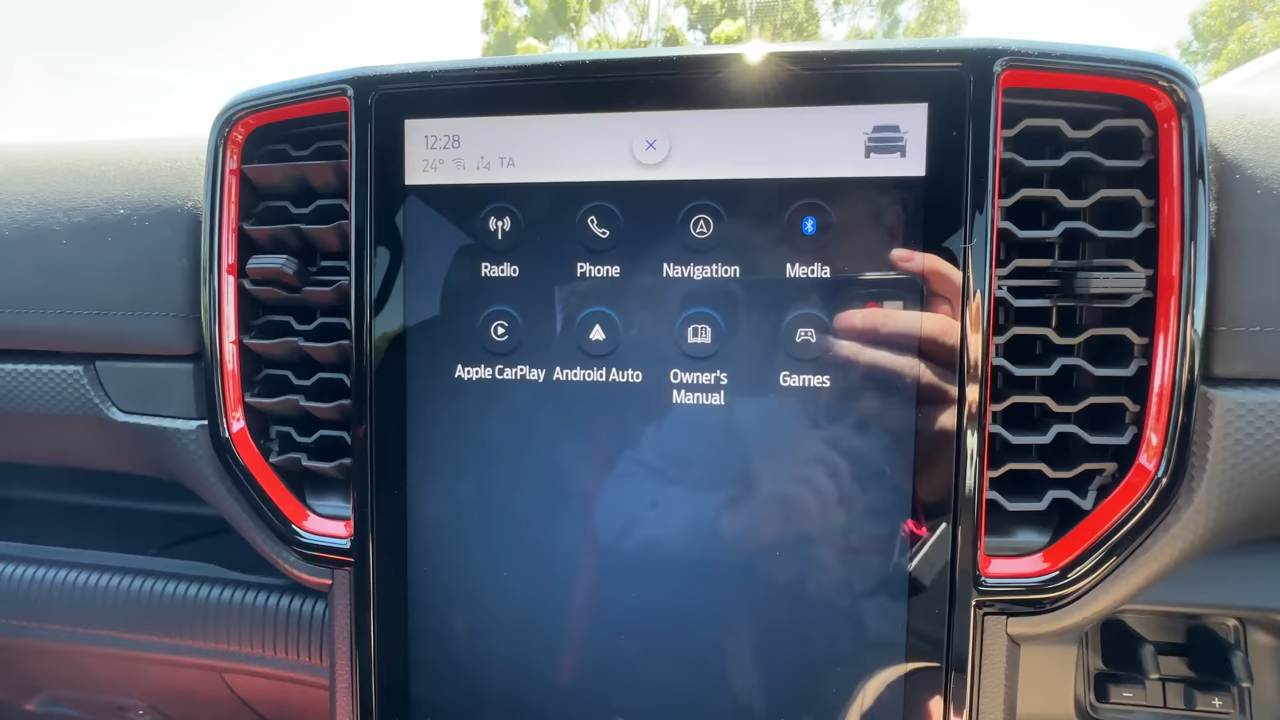 12:28
24° TA
Radio Phone Navigation Media
Apple CarPlay Android Auto Owner's Manual Games
- +